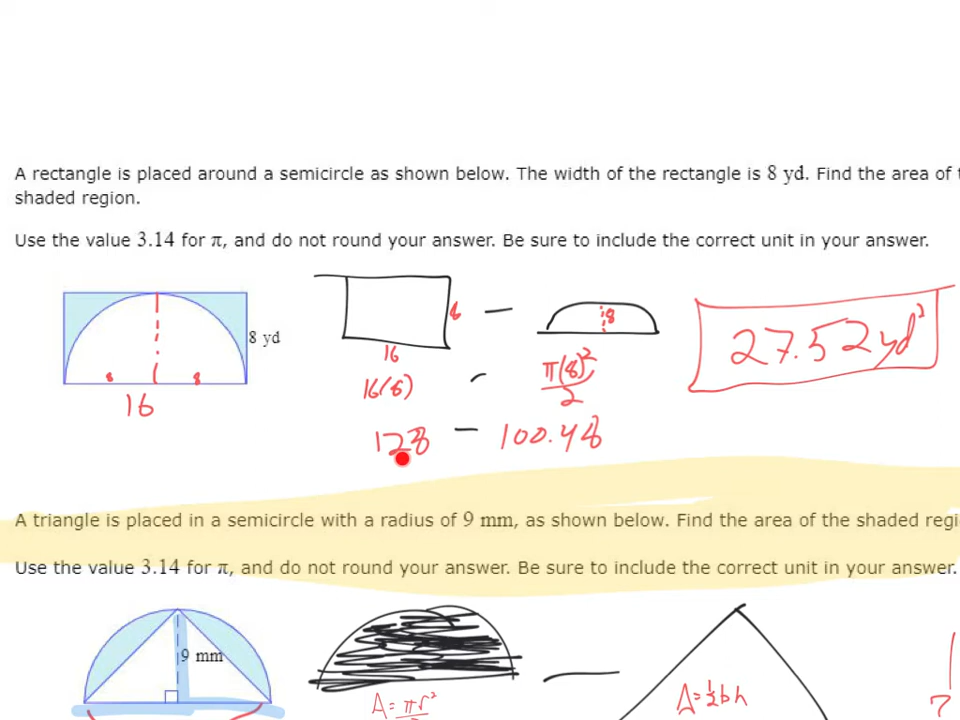 A rectangle is placed around a semicircle as shown below. The width of the rectangle is 8 yd. Find the area of
shaded region.
Use the value 3.14 for π, and do not round your answer. Be sure to include the correct unit in your answer.
8 yd
8 8
16
8
16
16(8)
128
-
-
-
8
π(8)²
2
100.48
27.52 yd²
A triangle is placed in a semicircle with a radius of 9 mm, as shown below. Find the area of the shaded regi
Use the value 3.14 for π, and do not round your answer. Be sure to include the correct unit in your answer.
9 mm
A=πr²
A=½bh